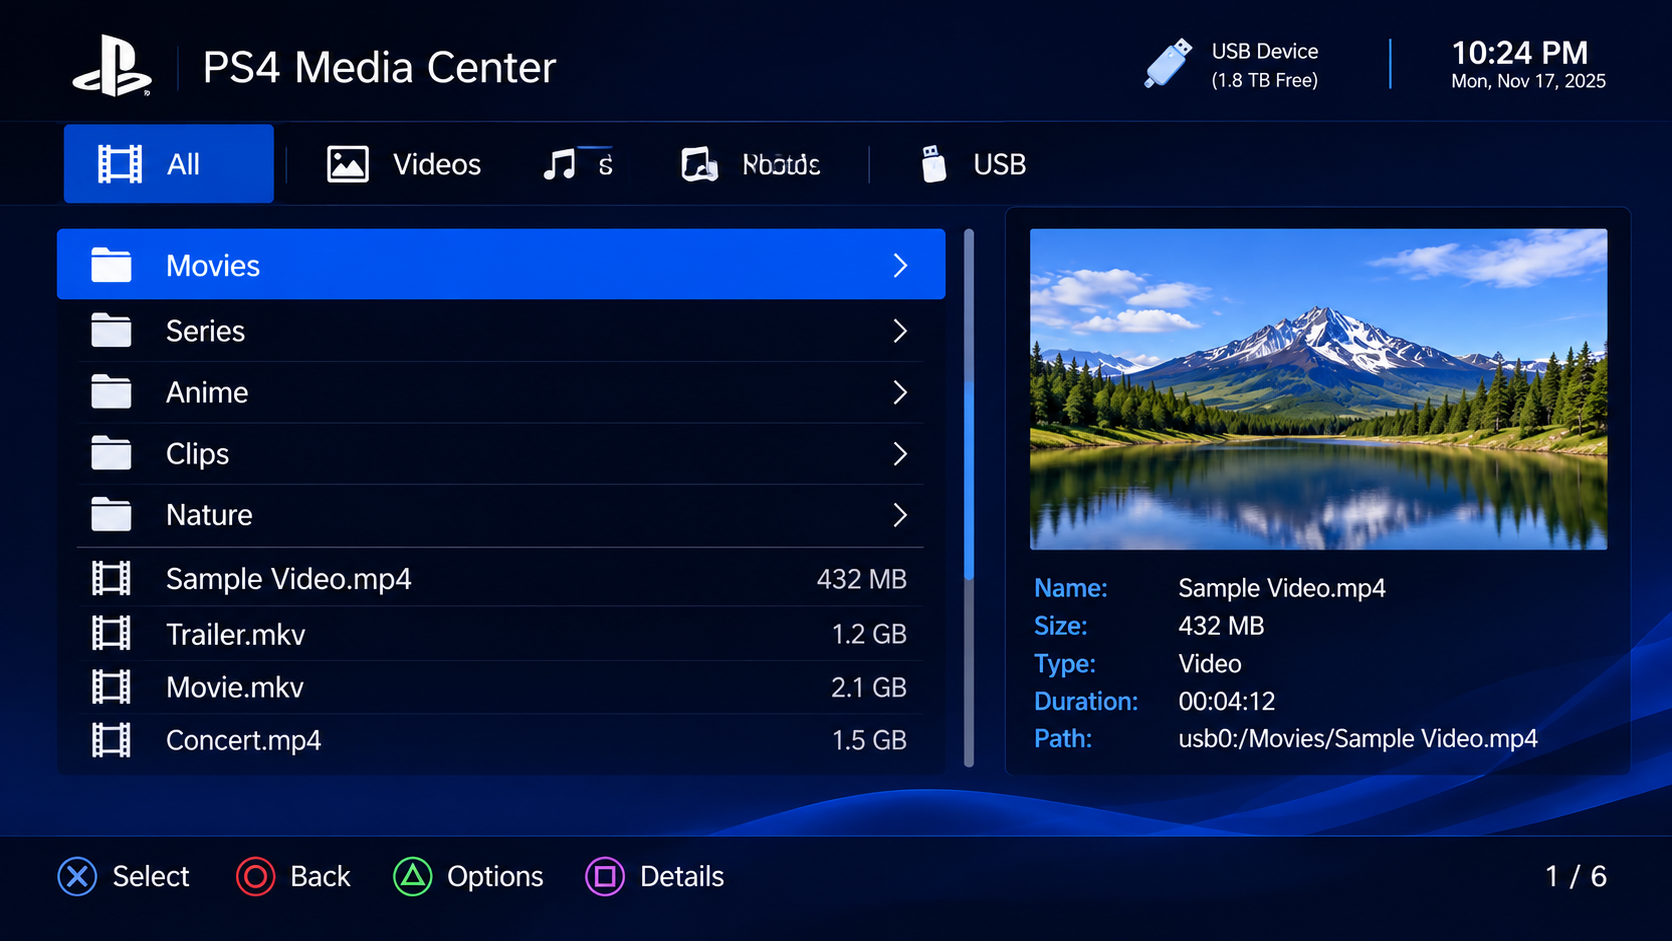 PS4 Media Center
USB Device
(1.8 TB Free)
10:24 PM
Mon, Nov 17, 2025
All
Videos
s
USB
Movies
Series
Anime
Clips
Nature
Sample Video.mp4 432 MB
Trailer.mkv 1.2 GB
Movie.mkv 2.1 GB
Concert.mp4 1.5 GB
Name: Sample Video.mp4
Size: 432 MB
Type: Video
Duration: 00:04:12
Path: usb0:/Movies/Sample Video.mp4
Select
Back
Options
Details
1 / 6